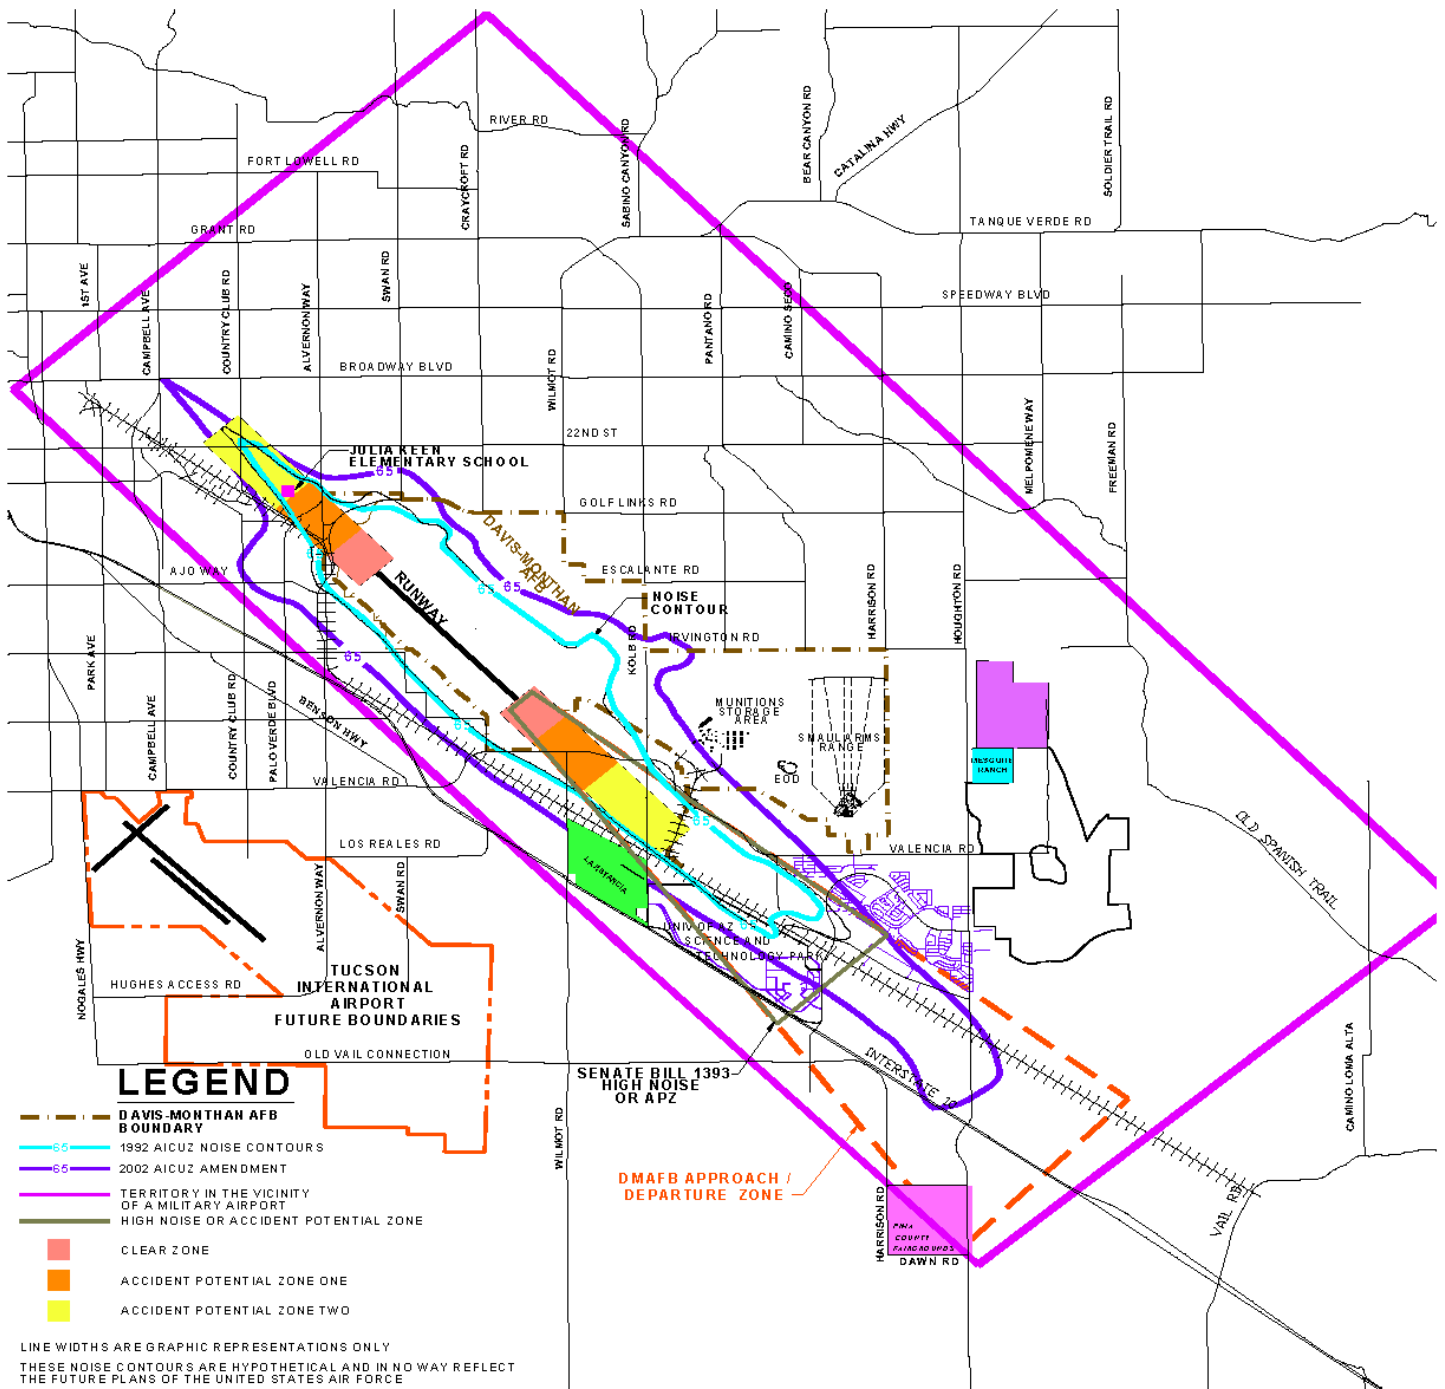 RIVER RD
FORT LOWELL RD
CRAYCROFT RD
SABINO CANYON RD
BEAR CANYON RD
CATALINA HWY
SOLDIER TRAIL RD
GRANT RD
TANQUE VERDE RD
1ST AVE
CAMPBELL AVE
COUNTRY CLUB RD
ALVERNON WAY
SWAN RD
PANTANO RD
CAMINO SECO
SPEEDWAY BLVD
BROADWAY BLVD
WILMOT RD
22ND ST
JULIA KEEN
ELEMENTARY SCHOOL
65
MELPOMENE WAY
FREEMAN RD
GOLF LINKS RD
DAVIS-MONTHAN
AFB
65
AJO WAY
RUNWAY
65
65
ESCALANTE RD
NOISE
CONTOUR
HARRISON RD
HOUGHTON RD
IRVINGTON RD
KOLB RD
65
PARK AVE
CAMPBELL AVE
COUNTRY CLUB RD
PALO VERDE BLVD
BENSON HWY
65
MUNITIONS
STORAGE
AREA
SMALL ARMS
RANGE
EOD
MESQUITE
RANCH
VALENCIA RD
LOS REALES RD
65
VALENCIA RD
OLD SPANISH TRAIL
LA ESTANCIA
ALVERNON WAY
SWAN RD
UNIV OF AZ
65
SCIENCE AND
TECHNOLOGY PARK
NOGALES HWY
HUGHES ACCESS RD
TUCSON
INTERNATIONAL
AIRPORT
FUTURE BOUNDARIES
OLD VAIL CONNECTION
INTERSTATE 10
CAMINO LOMA ALTA
SENATE BILL 1393
HIGH NOISE
OR APZ
WILMOT RD
DMAFB APPROACH /
DEPARTURE ZONE
HARRISON RD
PIMA
COUNTY
FAIRGROUNDS
DAWN RD
VAIL RD
LEGEND
DAVIS-MONTHAN AFB
BOUNDARY
65 1992 AICUZ NOISE CONTOURS
65 2002 AICUZ AMENDMENT
TERRITORY IN THE VICINITY
OF A MILITARY AIRPORT
HIGH NOISE OR ACCIDENT POTENTIAL ZONE
CLEAR ZONE
ACCIDENT POTENTIAL ZONE ONE
ACCIDENT POTENTIAL ZONE TWO
LINE WIDTHS ARE GRAPHIC REPRESENTATIONS ONLY
THESE NOISE CONTOURS ARE HYPOTHETICAL AND IN NO WAY REFLECT
THE FUTURE PLANS OF THE UNITED STATES AIR FORCE